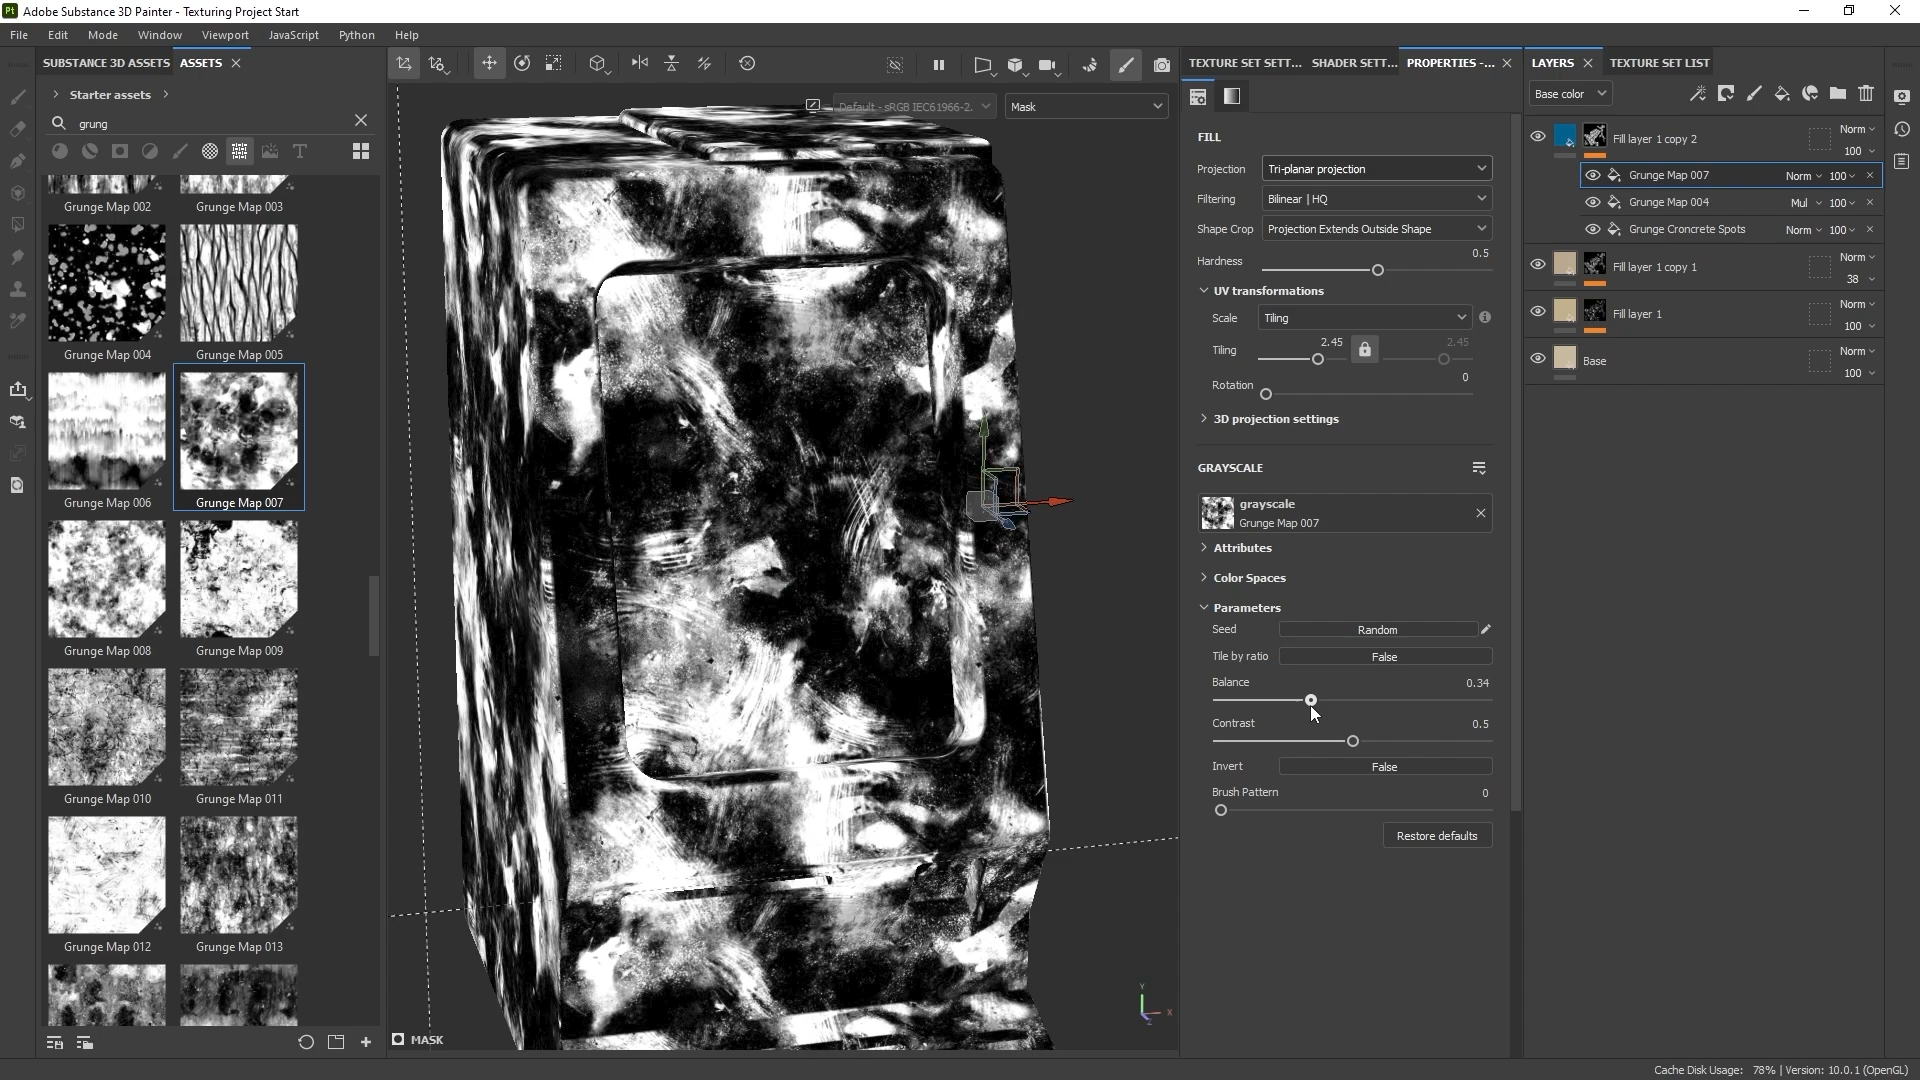 Pt Adobe Substance 3D Painter - Texturing Project Start
File Edit Mode Window Viewport JavaScript Python Help
SUBSTANCE 3D ASSETS ASSETS
Starter assets
grung
Grunge Map 002 Grunge Map 003
Grunge Map 004 Grunge Map 005
Grunge Map 006 Grunge Map 007
Grunge Map 008 Grunge Map 009
Grunge Map 010 Grunge Map 011
Grunge Map 012 Grunge Map 013
Default - sRGB IEC61966-2. Mask
MASK
Y
X
Z
TEXTURE SET SETT... SHADER SETT... PROPERTIES -...
FILL
Projection Tri-planar projection
Filtering Bilinear | HQ
Shape Crop Projection Extends Outside Shape
Hardness 0.5
UV transformations
Scale Tiling
Tiling 2.45 2.45
Rotation 0
3D projection settings
GRAYSCALE
grayscale
Grunge Map 007
Attributes
Color Spaces
Parameters
Seed Random
Tile by ratio False
Balance 0.34
Contrast 0.5
Invert False
Brush Pattern 0
Restore defaults
LAYERS TEXTURE SET LIST
Base color
Fill layer 1 copy 2 Norm 100
Grunge Map 007 Norm 100
Grunge Map 004 Mul 100
Grunge Croncrete Spots Norm 100
Fill layer 1 copy 1 Norm 38
Fill layer 1 Norm 100
Base Norm 100
Cache Disk Usage: 78% | Version: 10.0.1 (OpenGL)